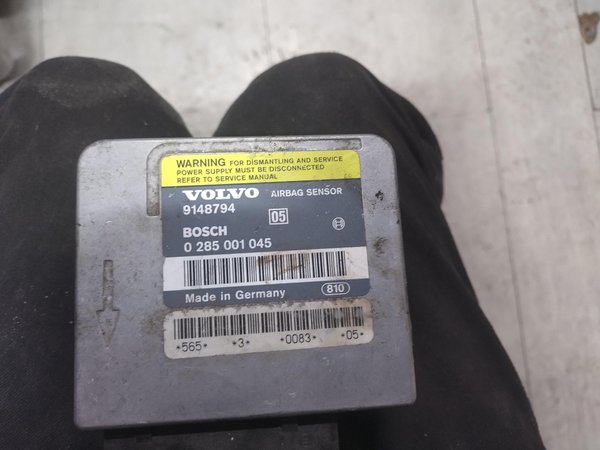 WARNING FOR DISMANTLING AND SERVICE
POWER SUPPLY MUST BE DISCONNECTED
REFER TO SERVICE MANUAL
VOLVO AIRBAG SENSOR
9148794 05
BOSCH
0 285 001 045
Made in Germany 810
*565* *3* *0083 *05*